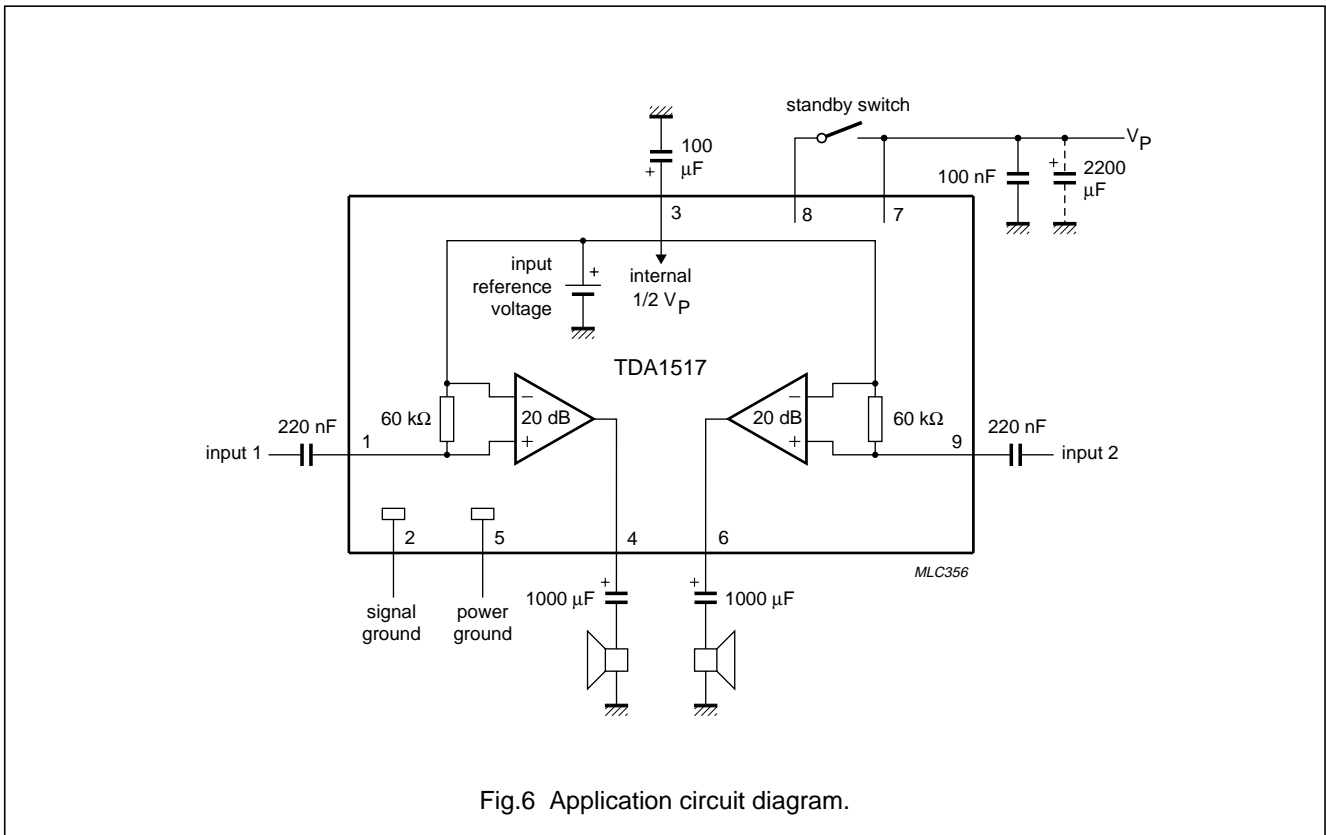 standby switch
V P
100
μF
+
100 nF
+
2200
μF
3
8
7
input
reference
voltage
+
internal
1/2 V P
TDA1517
60 kΩ
−
+
20 dB
20 dB
−
+
60 kΩ
220 nF
input 1
1
9
220 nF
input 2
2
5
4
6
MLC356
signal
ground
power
ground
+
1000 μF
+
1000 μF
Fig.6 Application circuit diagram.